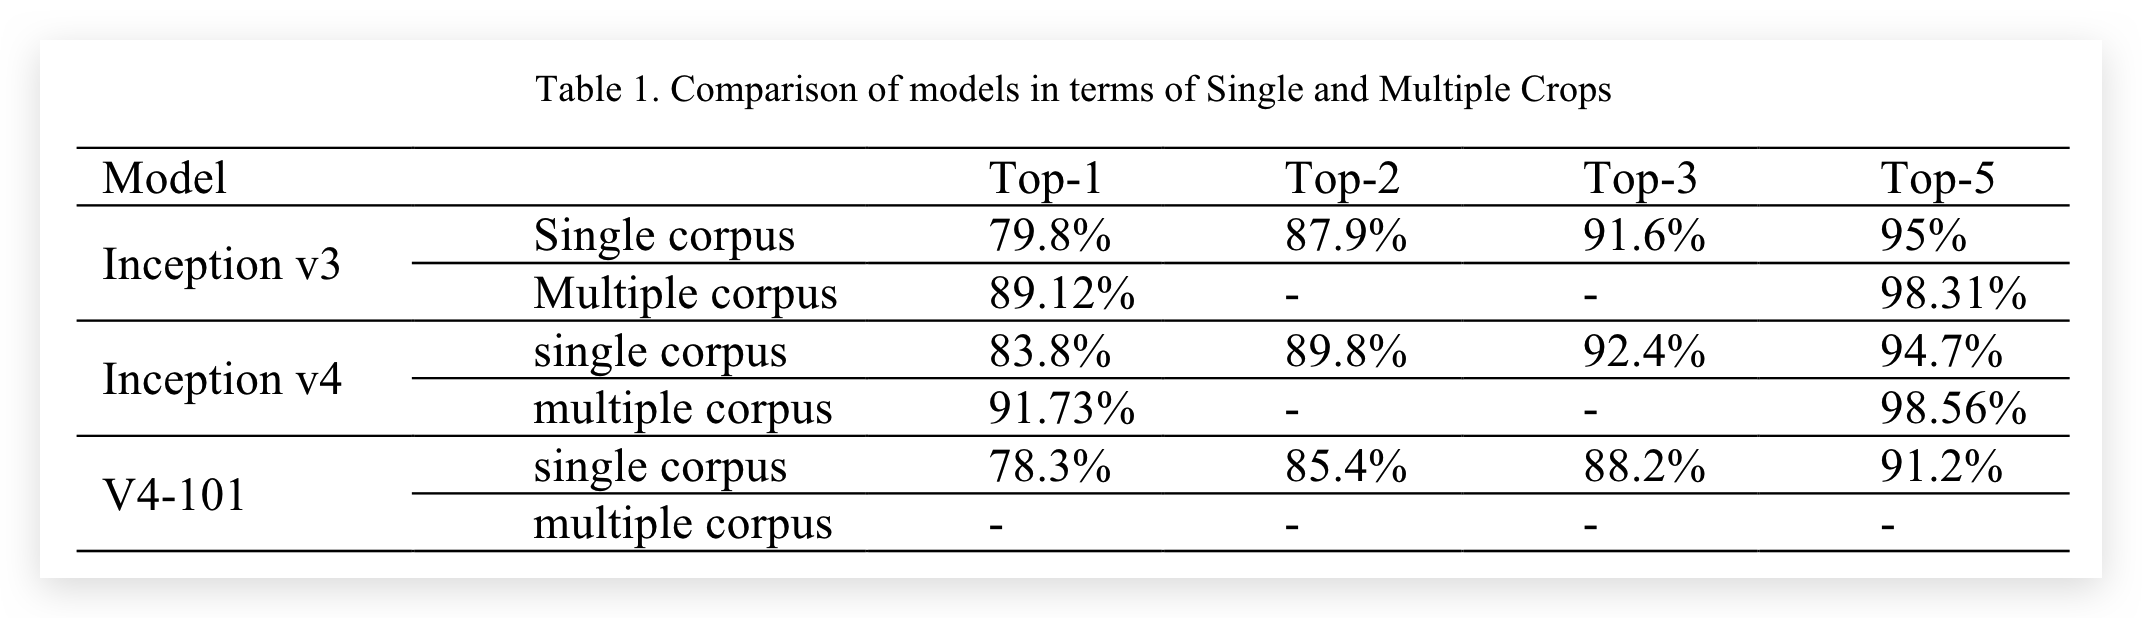 Table 1. Comparison of models in terms of Single and Multiple Crops
Model Top-1 Top-2 Top-3 Top-5
Inception v3
Single corpus 79.8% 87.9% 91.6% 95%
Multiple corpus 89.12% - - 98.31%
Inception v4
single corpus 83.8% 89.8% 92.4% 94.7%
multiple corpus 91.73% - - 98.56%
V4-101
single corpus 78.3% 85.4% 88.2% 91.2%
multiple corpus - - - -